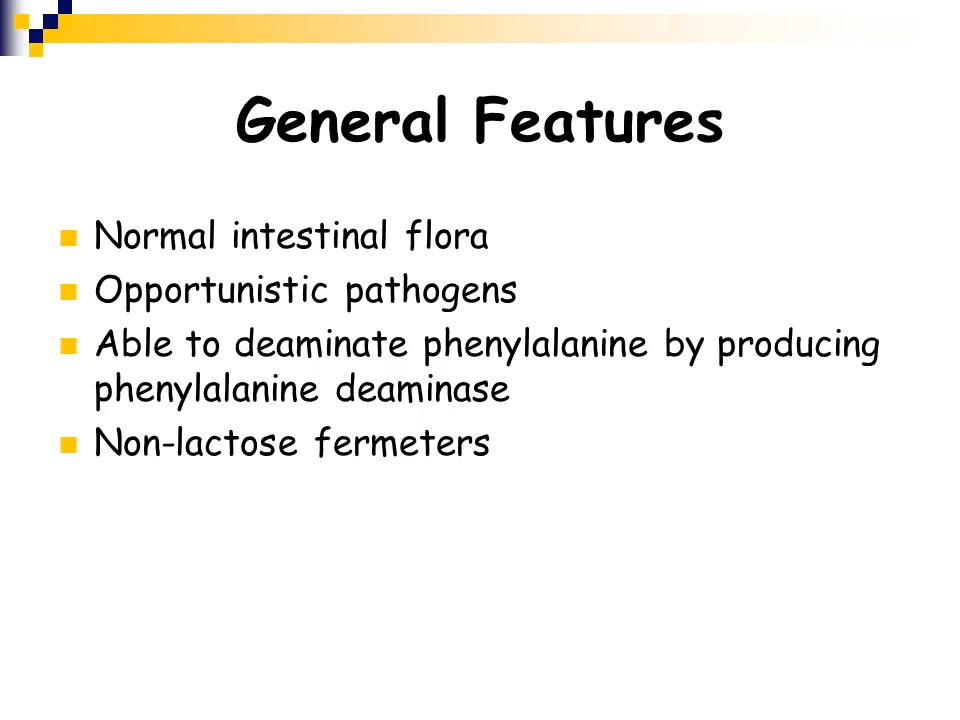 General Features
Normal intestinal flora
Opportunistic pathogens
Able to deaminate phenylalanine by producing
phenylalanine deaminase
Non-lactose fermeters